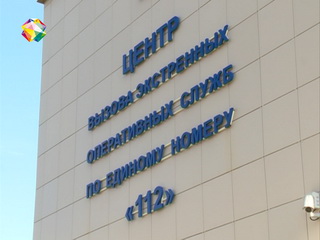 ЦЕНТР
ВЫЗОВА ЭКСТРЕННЫХ
ОПЕРАТИВНЫХ СЛУЖБ
ПО ЕДИНОМУ НОМЕРУ
«112»